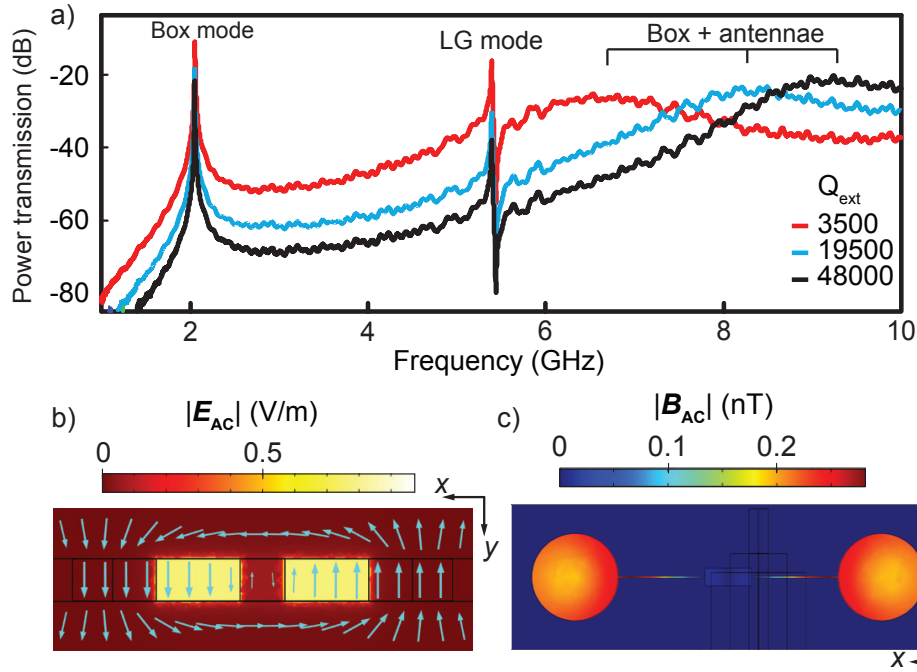 a)
Power transmission (dB)
Box mode
LG mode
Box + antennae
-20
-40
-60
-80
Q_ext
3500
19500
48000
2
4
6
8
10
Frequency (GHz)
b)
|E_AC| (V/m)
0
0.5
x
y
c)
|B_AC| (nT)
0
0.1
0.2
x